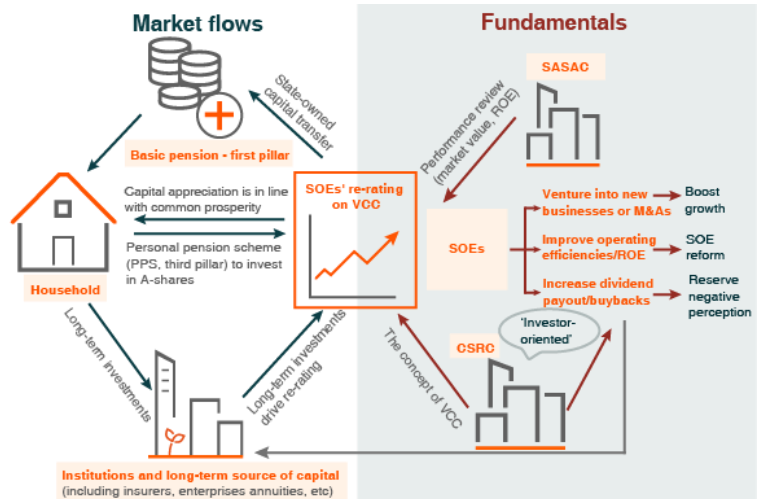 Market flows
Fundamentals
State-owned
capital transfer
Basic pension - first pillar
Capital appreciation is in line
with common prosperity
Personal pension scheme
(PPS, third pillar) to invest
in A-shares
Household
SOEs' re-rating
on VCC
Long-term investments
Long-term investments
drive re-rating
Institutions and long-term source of capital
(including insurers, enterprises annuities, etc)
SASAC
Performance review
(market value, ROE)
SOEs
Venture into new
businesses or M&As
Boost
growth
Improve operating
efficiencies/ROE
SOE
reform
Increase dividend
payout/buybacks
Reserve
negative
perception
'Investor-
oriented'
CSRC
The concept of VCC